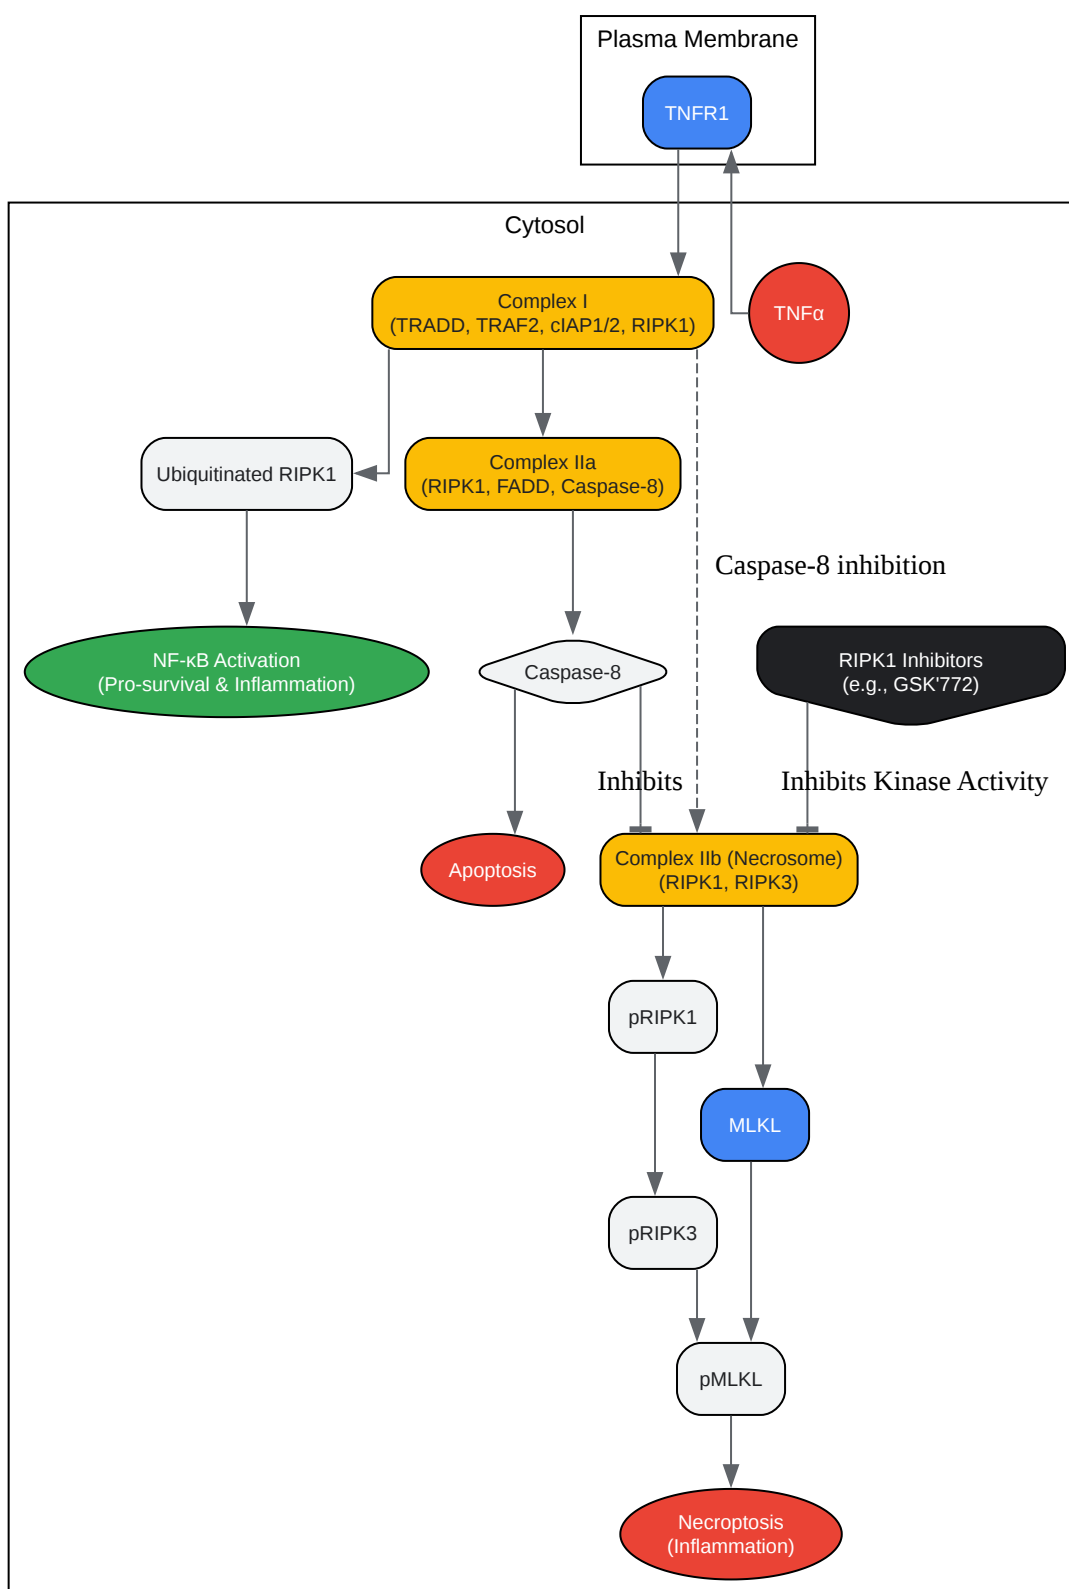 Plasma Membrane
TNFR1
Cytosol
Complex I
(TRADD, TRAF2, cIAP1/2, RIPK1)
TNFα
Ubiquitinated RIPK1
Complex IIa
(RIPK1, FADD, Caspase-8)
Caspase-8 inhibition
NF-κB Activation
(Pro-survival & Inflammation)
Caspase-8
RIPK1 Inhibitors
(e.g., GSK'772)
Inhibits
Inhibits Kinase Activity
Apoptosis
Complex IIb (Necrosome)
(RIPK1, RIPK3)
pRIPK1
MLKL
pRIPK3
pMLKL
Necroptosis
(Inflammation)